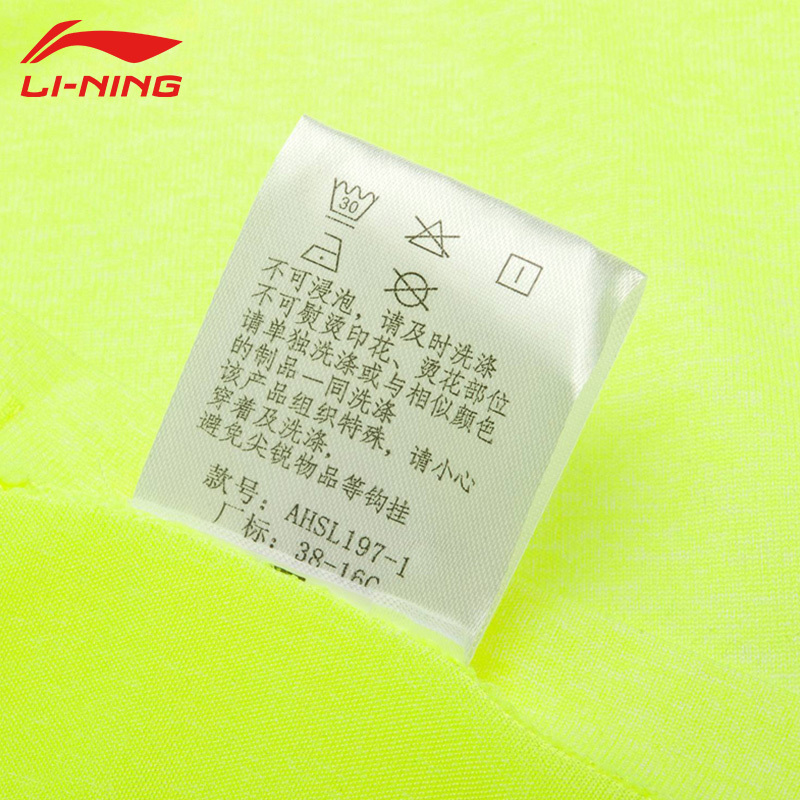 LI-NING
30
不可浸泡，请及时洗涤
不可熨烫印花、烫花部位
请单独洗涤或与相似颜色
的制品一同洗涤
该产品组织特殊，请小心
穿着及洗涤，
避免尖锐物品等钩挂
款号：AHSL197-1
厂标：38-16C